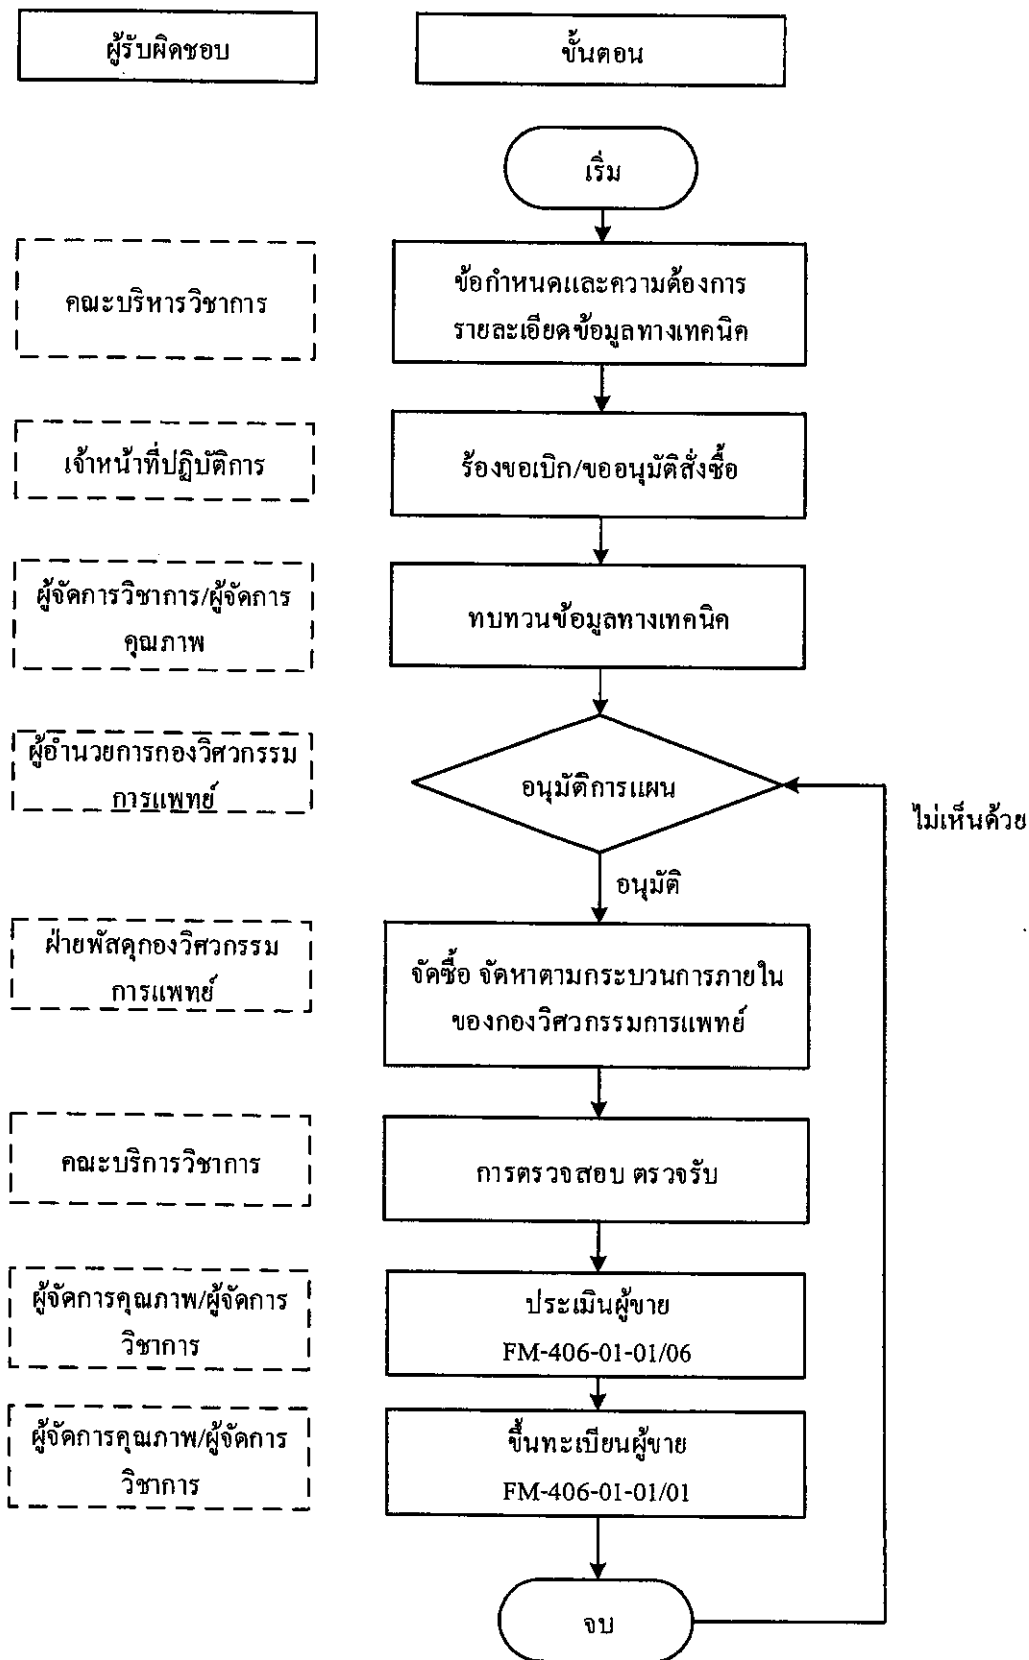 ผู้รับผิดชอบ
ขั้นตอน
เริ่ม
คณะบริหารวิชาการ
ข้อกำหนดและความต้องการ
รายละเอียดข้อมูลทางเทคนิค
เจ้าหน้าที่ปฏิบัติการ
ร้องขอเบิก/ขออนุมัติสั่งซื้อ
ผู้จัดการวิชาการ/ผู้จัดการ
คุณภาพ
ทบทวนข้อมูลทางเทคนิค
ผู้อำนวยการกองวิศวกรรม
การแพทย์
อนุมัติการแผน
ไม่เห็นด้วย
อนุมัติ
ฝ่ายพัสดุกองวิศวกรรม
การแพทย์
จัดซื้อ จัดหาตามกระบวนการภายใน
ของกองวิศวกรรมการแพทย์
คณะบริการวิชาการ
การตรวจสอบ ตรวจรับ
ผู้จัดการคุณภาพ/ผู้จัดการ
วิชาการ
ประเมินผู้ขาย
FM-406-01-01/06
ผู้จัดการคุณภาพ/ผู้จัดการ
วิชาการ
ขึ้นทะเบียนผู้ขาย
FM-406-01-01/01
จบ